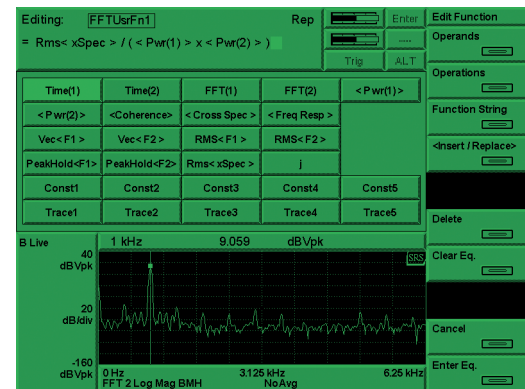 Editing: FFTUsrFn1 Rep Enter Edit Function
= Rms< xSpec > / ( < Pwr(1) > x < Pwr(2) > ) ---- Operands
Trig ALT
Operations
Time(1) Time(2) FFT(1) FFT(2) < Pwr(1) >
< Pwr(2) > <Coherence> < Cross Spec > < Freq Resp > Function String
Vec< F1 > Vec< F2 > RMS< F1 > RMS< F2 > <Insert / Replace>
PeakHold<F1> PeakHold<F2> Rms< xSpec > j
Const1 Const2 Const3 Const4 Const5
Trace1 Trace2 Trace3 Trace4 Trace5 Delete
B Live 1 kHz 9.059 dBVpk
40 SRS Clear Eq.
dBVpk
20
dB/div Cancel
-160
dBVpk 0 Hz 3.125 kHz 6.25 kHz Enter Eq.
FFT 2 Log Mag BMH NoAvg